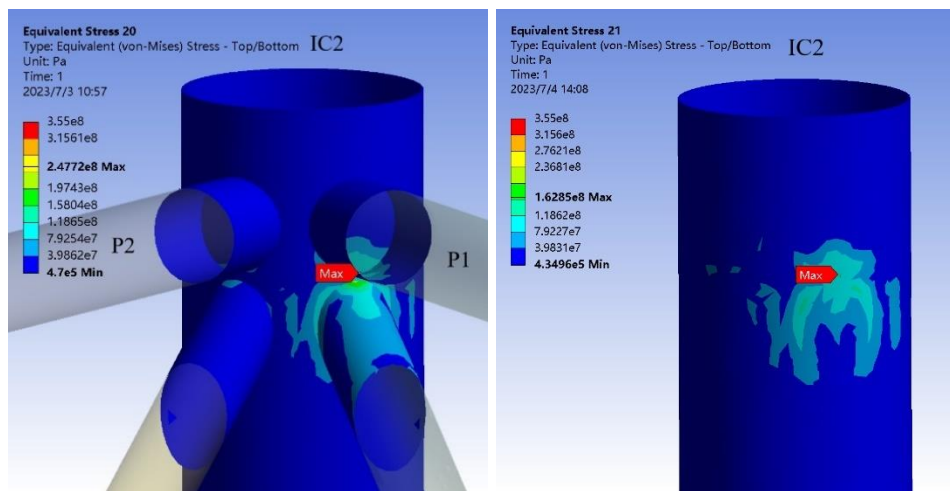 Equivalent Stress 20
Type: Equivalent (von-Mises) Stress - Top/Bottom
IC2
Unit: Pa
Time: 1
2023/7/3 10:57
3.55e8
3.1561e8
2.4772e8 Max
1.9743e8
1.5804e8
1.1865e8
7.9254e7
3.9862e7
4.7e5 Min
P2
P1
Max
Equivalent Stress 21
Type: Equivalent (von-Mises) Stress - Top/Bottom
IC2
Unit: Pa
Time: 1
2023/7/4 14:08
3.55e8
3.156e8
2.7621e8
2.3681e8
1.6285e8 Max
1.1862e8
7.9227e7
3.9831e7
4.3496e5 Min
Max